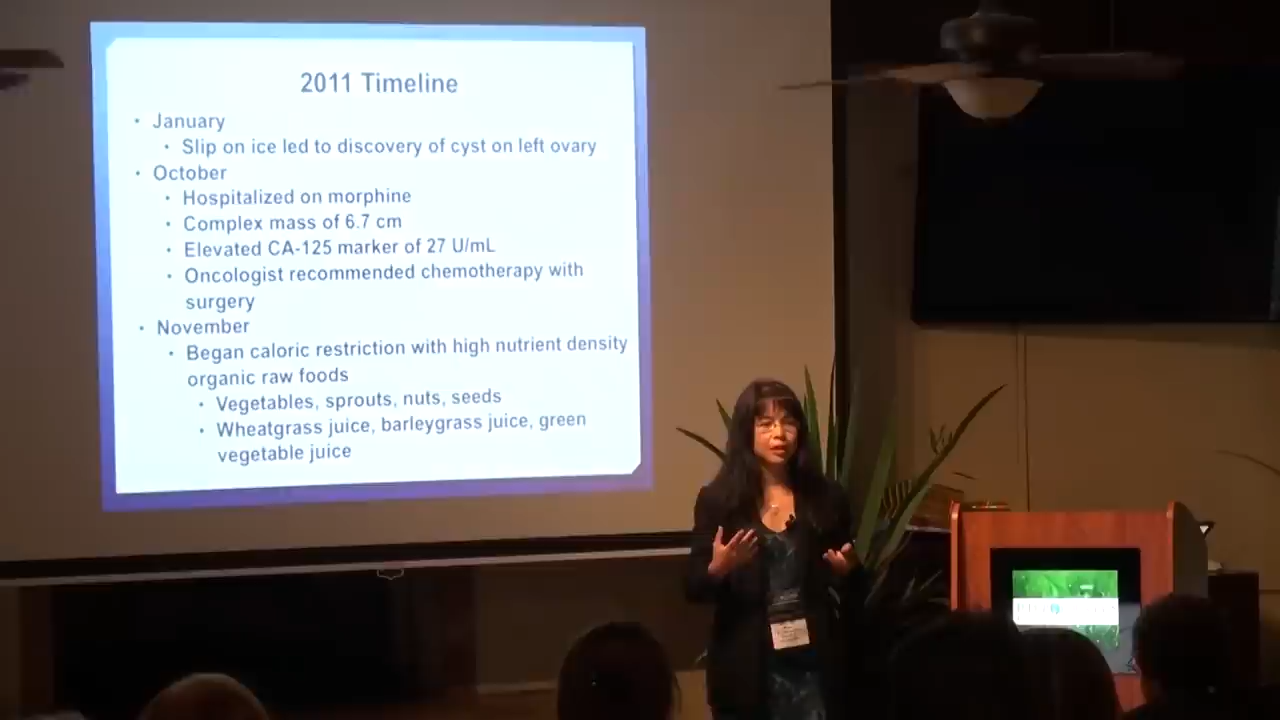 2011 Timeline
• January
• Slip on ice led to discovery of cyst on left ovary
• October
• Hospitalized on morphine
• Complex mass of 6.7 cm
• Elevated CA-125 marker of 27 U/mL
• Oncologist recommended chemotherapy with
surgery
• November
• Began caloric restriction with high nutrient density
organic raw foods
• Vegetables, sprouts, nuts, seeds
• Wheatgrass juice, barleygrass juice, green
vegetable juice